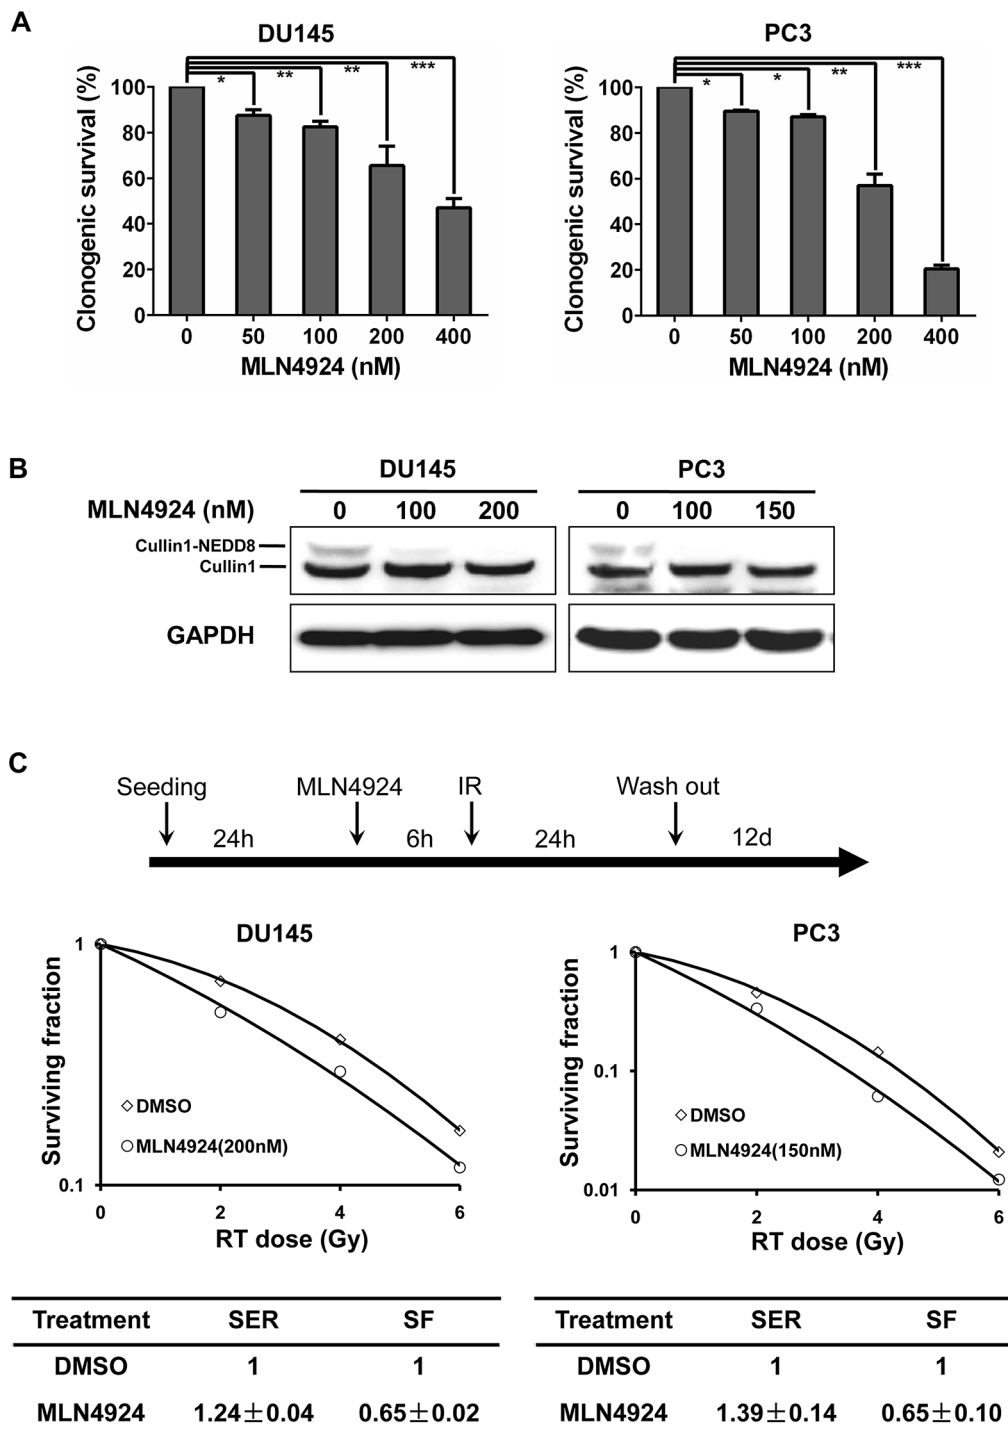 A
DU145
PC3
Clonogenic survival (%)
100
80
60
40
20
0
* ** ** ***
0 50 100 200 400
MLN4924 (nM)
Clonogenic survival (%)
100
80
60
40
20
0
* * ** ***
0 50 100 200 400
MLN4924 (nM)
B
DU145 PC3
MLN4924 (nM) 0 100 200 0 100 150
Cullin1-NEDD8
Cullin1
GAPDH
C
Seeding MLN4924 IR Wash out
24h 6h 24h 12d
DU145
Surviving fraction
1
0.1
DMSO
MLN4924(200nM)
0 2 4 6
RT dose (Gy)
PC3
Surviving fraction
1
0.1
0.01
DMSO
MLN4924(150nM)
0 2 4 6
RT dose (Gy)
Treatment SER SF
DMSO 1 1
MLN4924 1.24±0.04 0.65±0.02
Treatment SER SF
DMSO 1 1
MLN4924 1.39±0.14 0.65±0.10